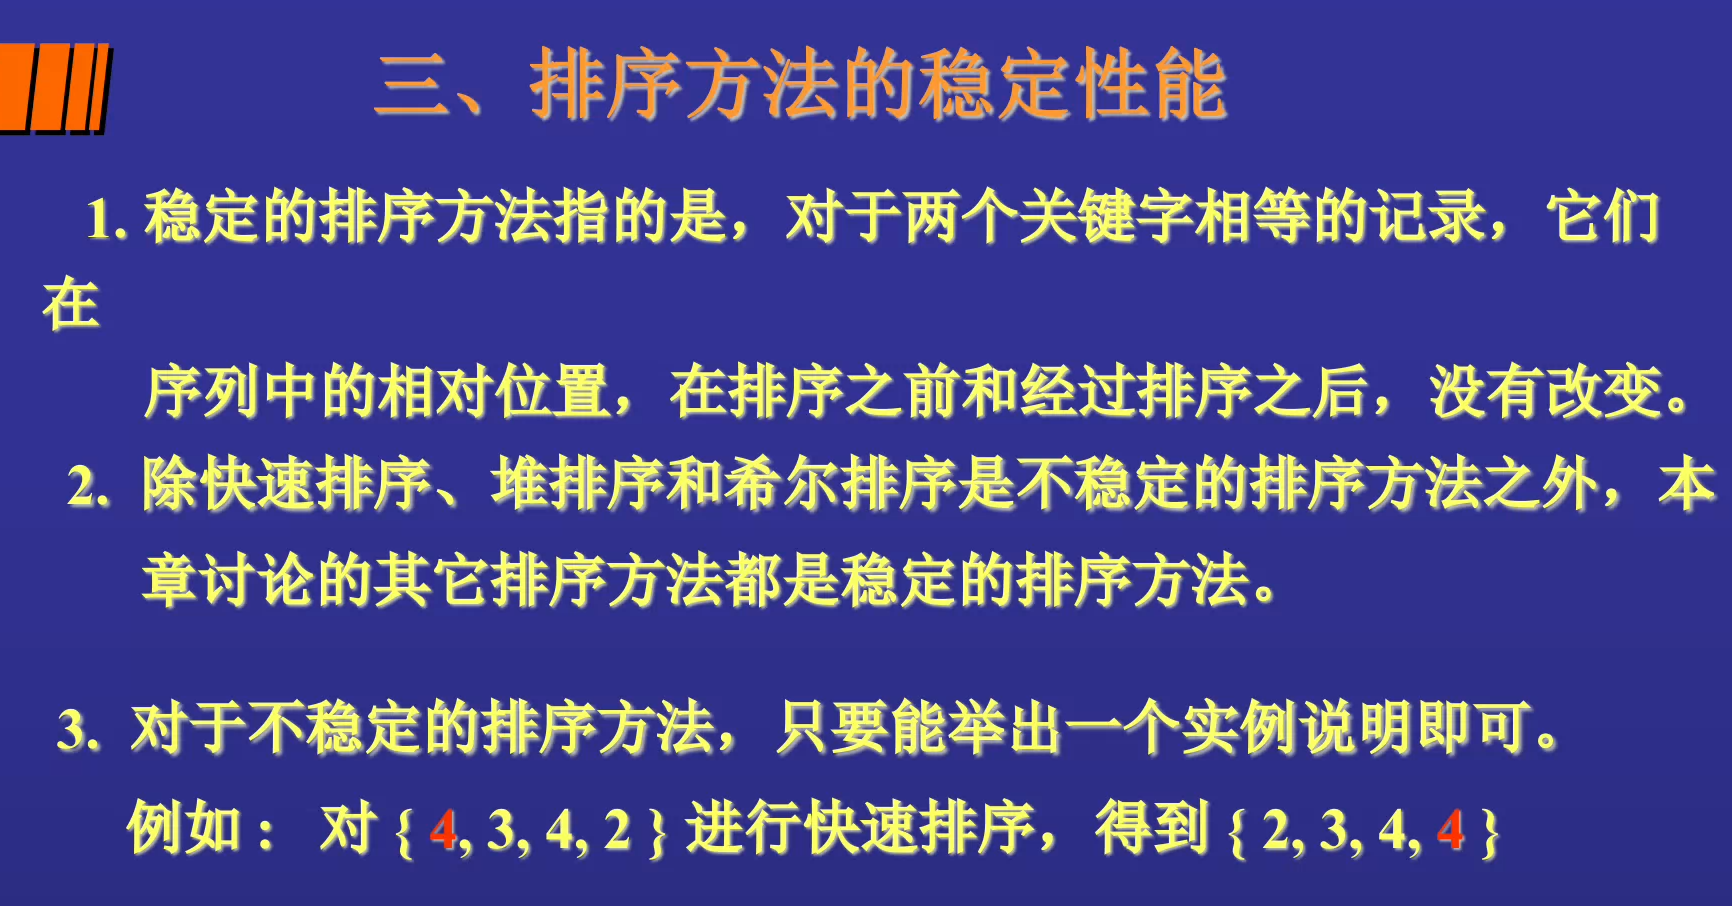 三、排序方法的稳定性能
1. 稳定的排序方法指的是，对于两个关键字相等的记录，它们
在
序列中的相对位置，在排序之前和经过排序之后，没有改变。
2. 除快速排序、堆排序和希尔排序是不稳定的排序方法之外，本
章讨论的其它排序方法都是稳定的排序方法。
3. 对于不稳定的排序方法，只要能举出一个实例说明即可。
例如 : 对 { 4, 3, 4, 2 } 进行快速排序，得到 { 2, 3, 4, 4 }